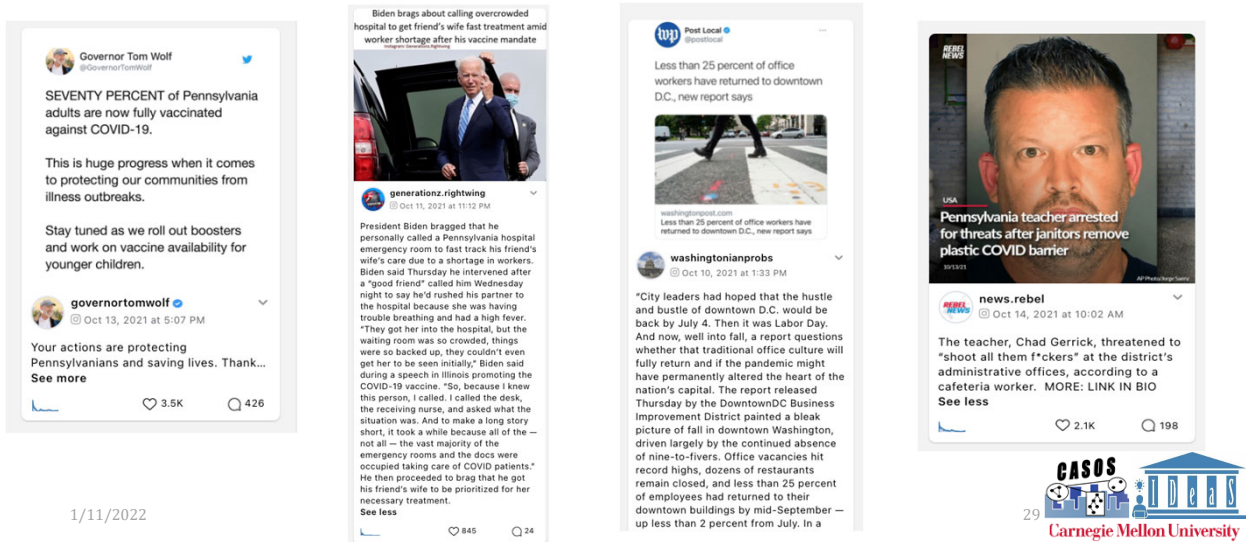 Governor Tom Wolf
@GovernorTomWolf
SEVENTY PERCENT of Pennsylvania
adults are now fully vaccinated
against COVID-19.
This is huge progress when it comes
to protecting our communities from
illness outbreaks.
Stay tuned as we roll out boosters
and work on vaccine availability for
younger children.
governortomwolf
Oct 13, 2021 at 5:07 PM
Your actions are protecting
Pennsylvanians and saving lives. Thank...
See more
3.5K
426
Biden brags about calling overcrowded
hospital to get friend's wife fast treatment amid
worker shortage after his vaccine mandate
Instagram: Generationz.Rightwing
generationz.rightwing
Oct 11, 2021 at 11:12 PM
President Biden bragged that he
personally called a Pennsylvania hospital
emergency room to fast track his friend's
wife's care due to a shortage in workers.
Biden said Thursday he intervened after
a "good friend" called him Wednesday
night to say he'd rushed his partner to
the hospital because she was having
trouble breathing and had a high fever.
"They got her into the hospital, but the
waiting room was so crowded, things
were so backed up, they couldn't even
get her to be seen initially," Biden said
during a speech in Illinois promoting the
COVID-19 vaccine. "So, because I knew
this person, I called. I called the desk,
the receiving nurse, and asked what the
situation was. And to make a long story
short, it took a while because all of the —
not all — the vast majority of the
emergency rooms and the docs were
occupied taking care of COVID patients."
He then proceeded to brag that he got
his friend's wife to be prioritized for her
necessary treatment.
See less
845
24
wp
Post Local
@postlocal
Less than 25 percent of office
workers have returned to downtown
D.C., new report says
washingtonpost.com
Less than 25 percent of office workers have
returned to downtown D.C., new report says
washingtonianprobs
Oct 10, 2021 at 1:33 PM
"City leaders had hoped that the hustle
and bustle of downtown D.C. would be
back by July 4. Then it was Labor Day.
And now, well into fall, a report questions
whether that traditional office culture will
fully return and if the pandemic might
have permanently altered the heart of the
nation's capital. The report released
Thursday by the DowntownDC Business
Improvement District painted a bleak
picture of fall in downtown Washington,
driven largely by the continued absence
of nine-to-fivers. Office vacancies hit
record highs, dozens of restaurants
remain closed, and less than 25 percent
of employees had returned to their
downtown buildings by mid-September —
up less than 2 percent from July. In a
REBEL
NEWS
USA
Pennsylvania teacher arrested
for threats after janitors remove
plastic COVID barrier
10/13/21
AP Photo/Jorge Saenz
REBEL
NEWS
news.rebel
Oct 14, 2021 at 10:02 AM
The teacher, Chad Gerrick, threatened to
"shoot all them f*ckers" at the district's
administrative offices, according to a
cafeteria worker. MORE: LINK IN BIO
See less
2.1K
198
1/11/2022
29
CASOS
IDeaS
Carnegie Mellon University